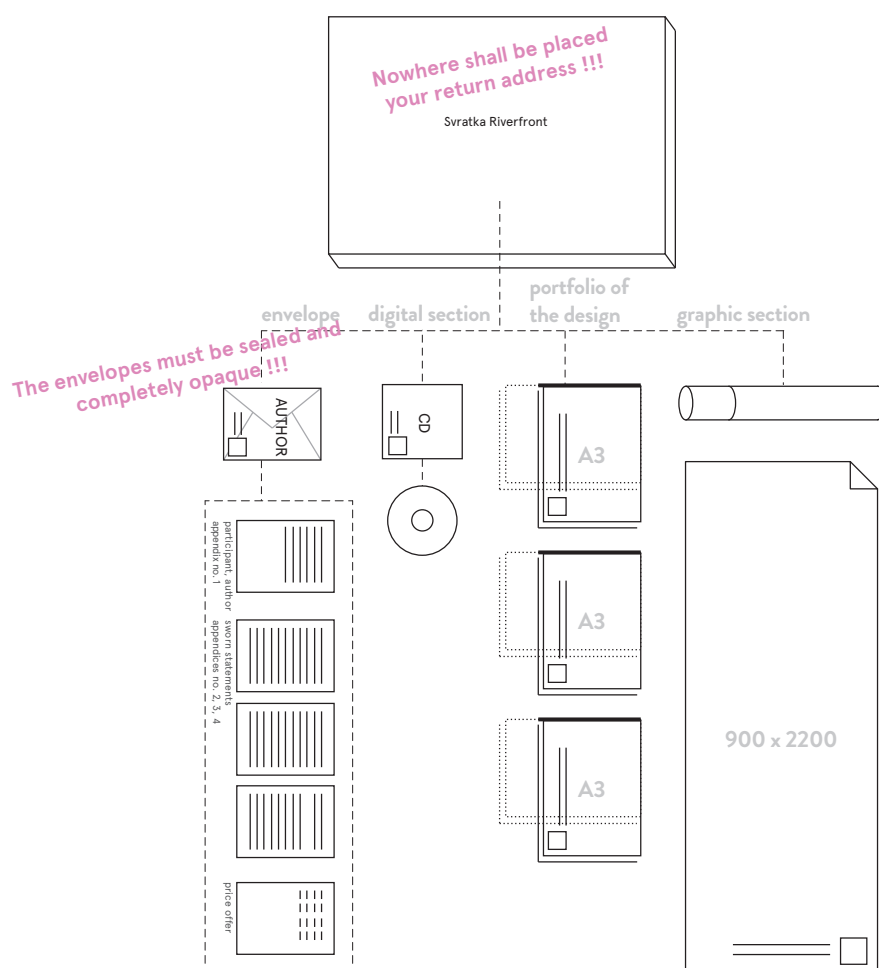 Nowhere shall be placed
your return address !!!
Svratka Riverfront
envelope
digital section
portfolio of
the design
graphic section
The envelopes must be sealed and
completely opaque !!!
AUTHOR
CD
A3
participant, author
appendix no. 1
sworn statements
appendices no. 2, 3, 4
A3
900 x 2200
A3
price offer